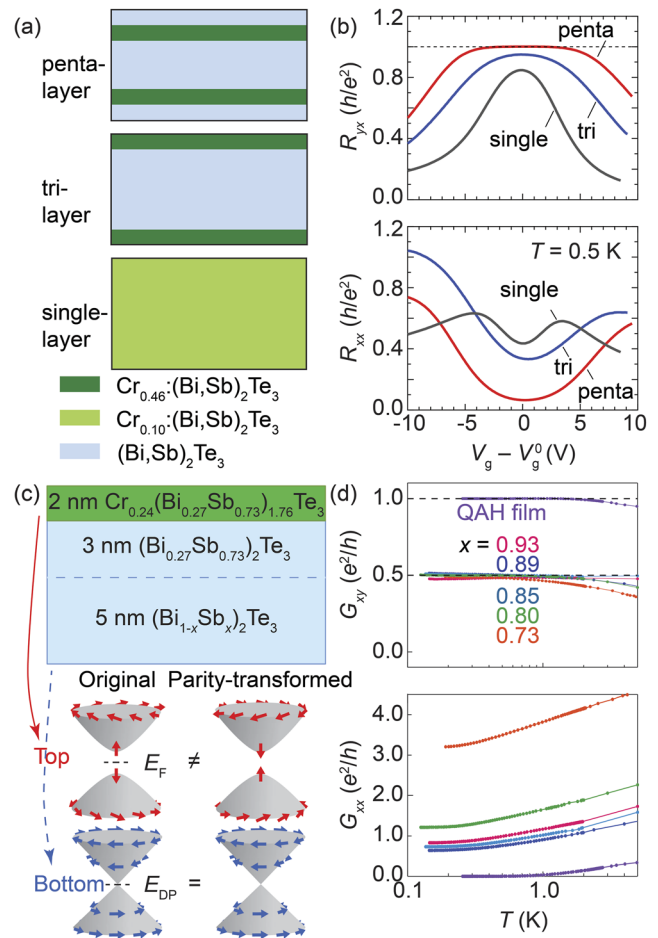 (a)
penta-
layer
tri-
layer
single-
layer
Cr0.46:(Bi,Sb)2Te3
Cr0.10:(Bi,Sb)2Te3
(Bi,Sb)2Te3
(b)
1.2
0.8
0.4
0.0
Ryx (h/e²)
penta
single
tri
1.2
0.8
0.4
0.0
Rxx (h/e²)
T = 0.5 K
single
tri
penta
-10 -5 0 5 10
Vg − Vg⁰ (V)
(c)
2 nm Cr0.24(Bi0.27Sb0.73)1.76Te3
3 nm (Bi0.27Sb0.73)2Te3
5 nm (Bi1-xSbx)2Te3
Original Parity-transformed
Top
EF ≠
Bottom
EDP =
(d)
1.0
0.5
0.0
Gxy (e²/h)
QAH film
x = 0.93
0.89
0.85
0.80
0.73
4.0
3.0
2.0
1.0
0.0
Gxx (e²/h)
0.1 1.0
T (K)